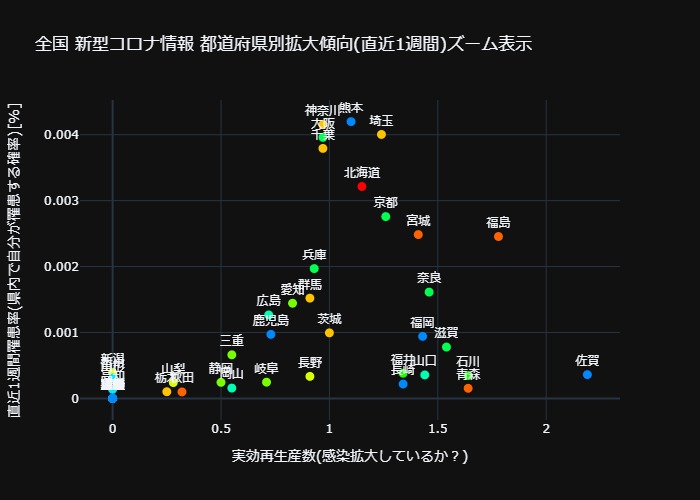 全国 新型コロナ情報 都道府県別拡大傾向(直近1週間)ズーム表示
直近1週間罹患率(県内で自分が罹患する確率)[%]
0.004
0.003
0.002
0.001
0
神奈川
熊本
大阪
埼玉
千葉
北海道
京都
宮城
福島
兵庫
奈良
群馬
愛知
広島
茨城
鹿児島
福岡
滋賀
三重
新潟
山梨
静岡
岡山
岐阜
長野
福井
山口
石川
佐賀
長崎
青森
栃木
秋田
0
0.5
1
1.5
2
実効再生産数(感染拡大しているか？)